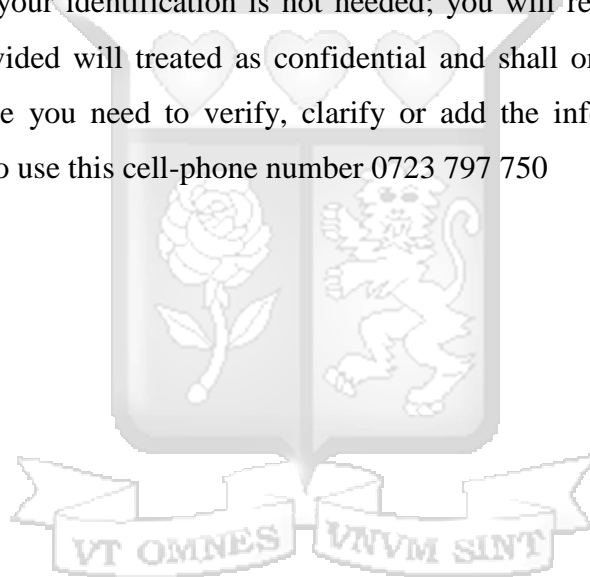 your identification is not needed; you will re
vided will treated as confidential and shall or
e you need to verify, clarify or add the inf
o use this cell-phone number 0723 797 750
VT OMNES VNVM SINT